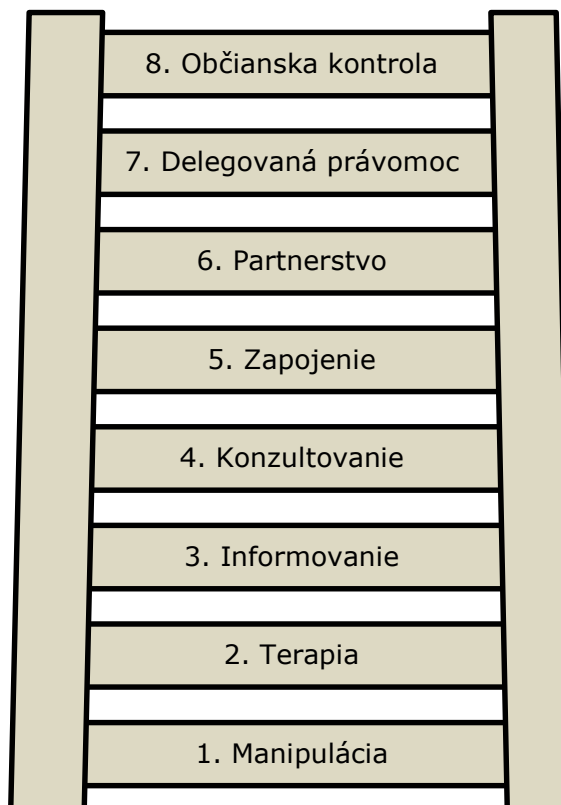 8. Občianska kontrola
7. Delegovaná právomoc
6. Partnerstvo
5. Zapojenie
4. Konzultovanie
3. Informovanie
2. Terapia
1. Manipulácia